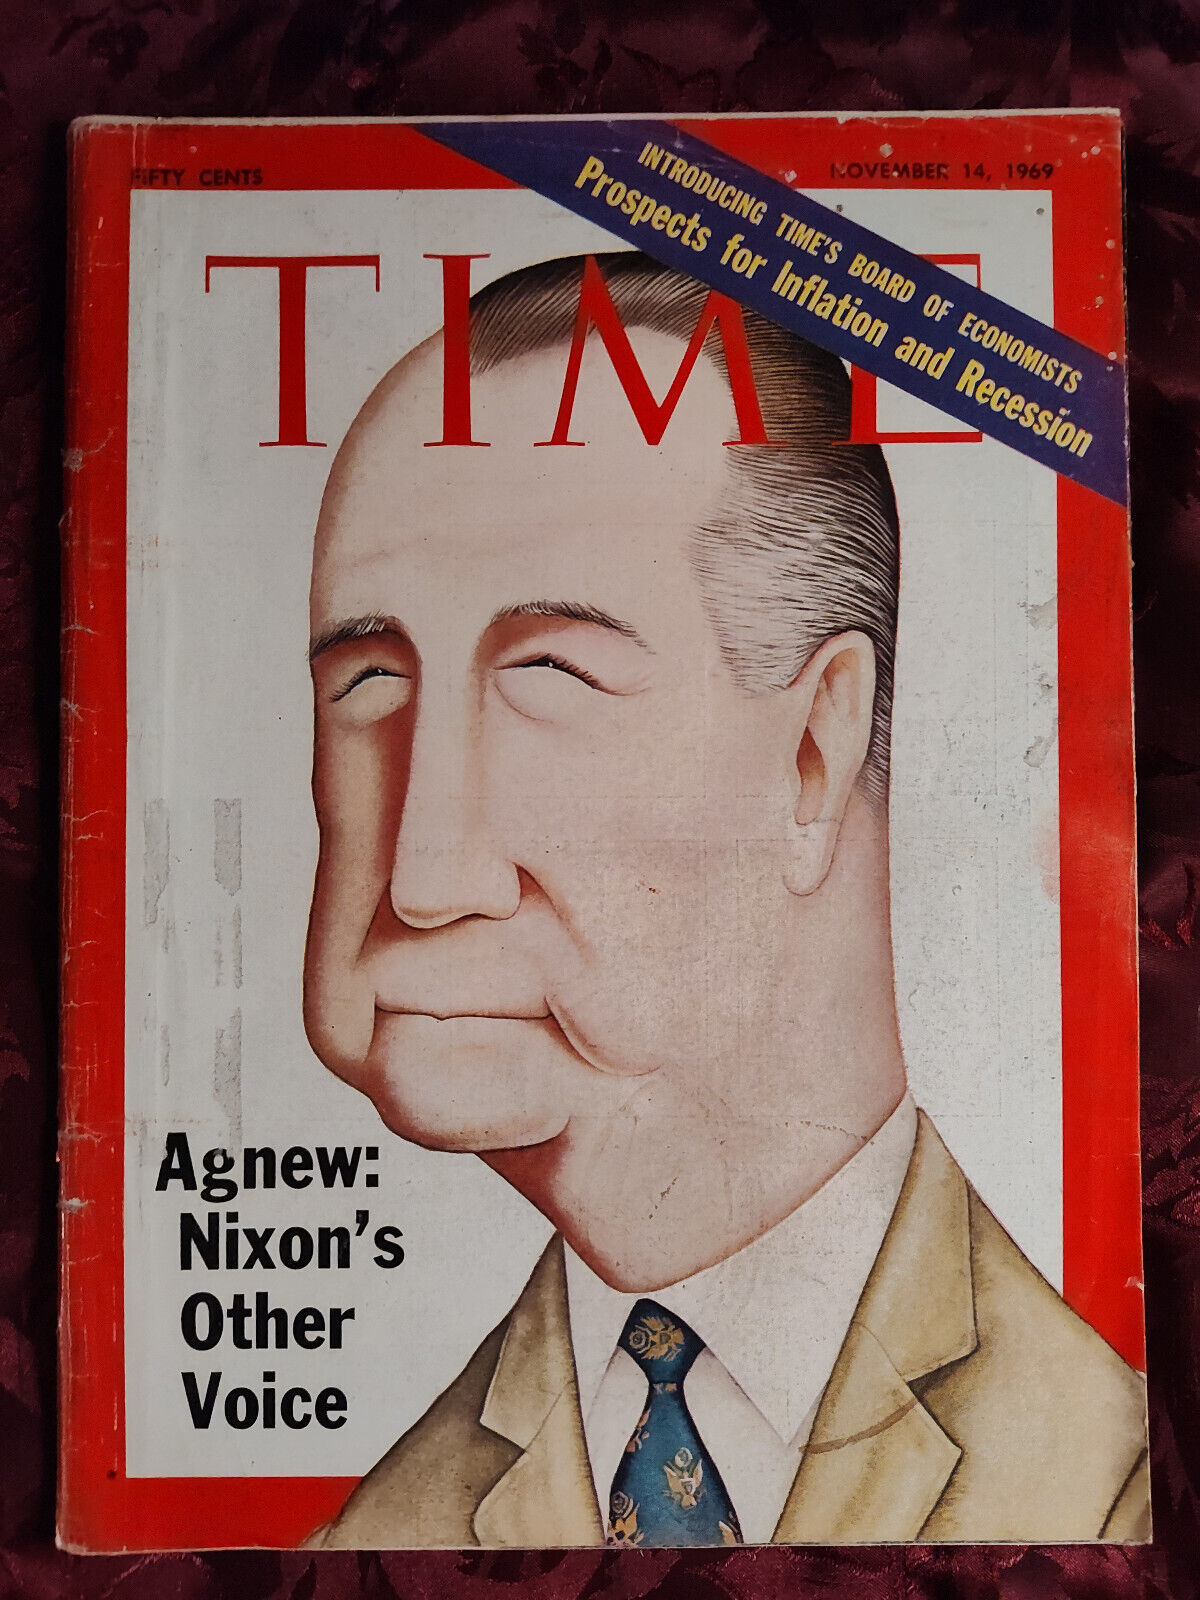 FIFTY CENTS
NOVEMBER 14, 1969
INTRODUCING TIME'S BOARD OF ECONOMISTS
Prospects for Inflation and Recession
TIME
Agnew:
Nixon's
Other
Voice